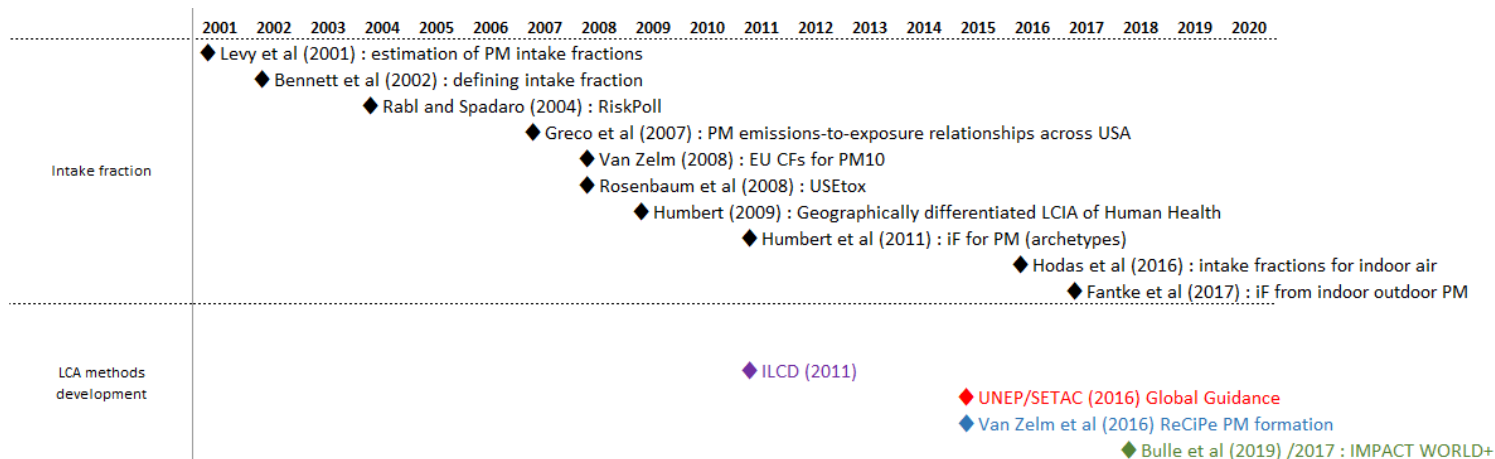 2001 2002 2003 2004 2005 2006 2007 2008 2009 2010 2011 2012 2013 2014 2015 2016 2017 2018 2019 2020
Intake fraction
Levy et al (2001) : estimation of PM intake fractions
Bennett et al (2002) : defining intake fraction
Rabl and Spadaro (2004) : RiskPoll
Greco et al (2007) : PM emissions-to-exposure relationships across USA
Van Zelm (2008) : EU CFs for PM10
Rosenbaum et al (2008) : USEtox
Humbert (2009) : Geographically differentiated LCIA of Human Health
Humbert et al (2011) : iF for PM (archetypes)
Hodas et al (2016) : intake fractions for indoor air
Fantke et al (2017) : iF from indoor outdoor PM
LCA methods
development
ILCD (2011)
UNEP/SETAC (2016) Global Guidance
Van Zelm et al (2016) ReCiPe PM formation
Bulle et al (2019) /2017 : IMPACT WORLD+